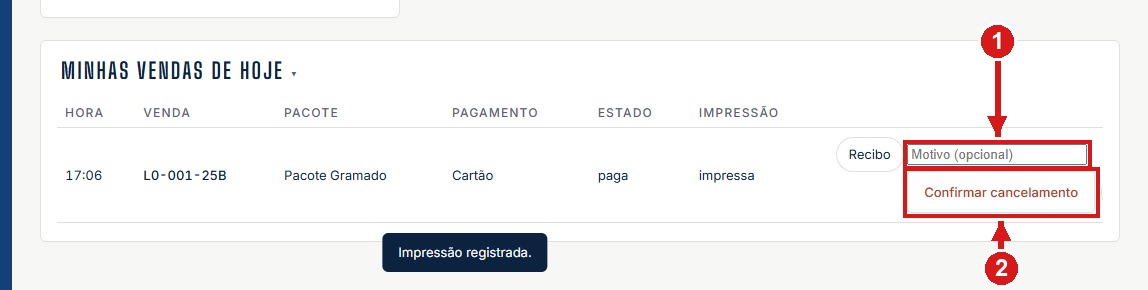 1
MINHAS VENDAS DE HOJE ▾
HORA VENDA PACOTE PAGAMENTO ESTADO IMPRESSÃO
17:06 L0-001-25B Pacote Gramado Cartão paga impressa Recibo Motivo (opcional)
Confirmar cancelamento
Impressão registrada.
2